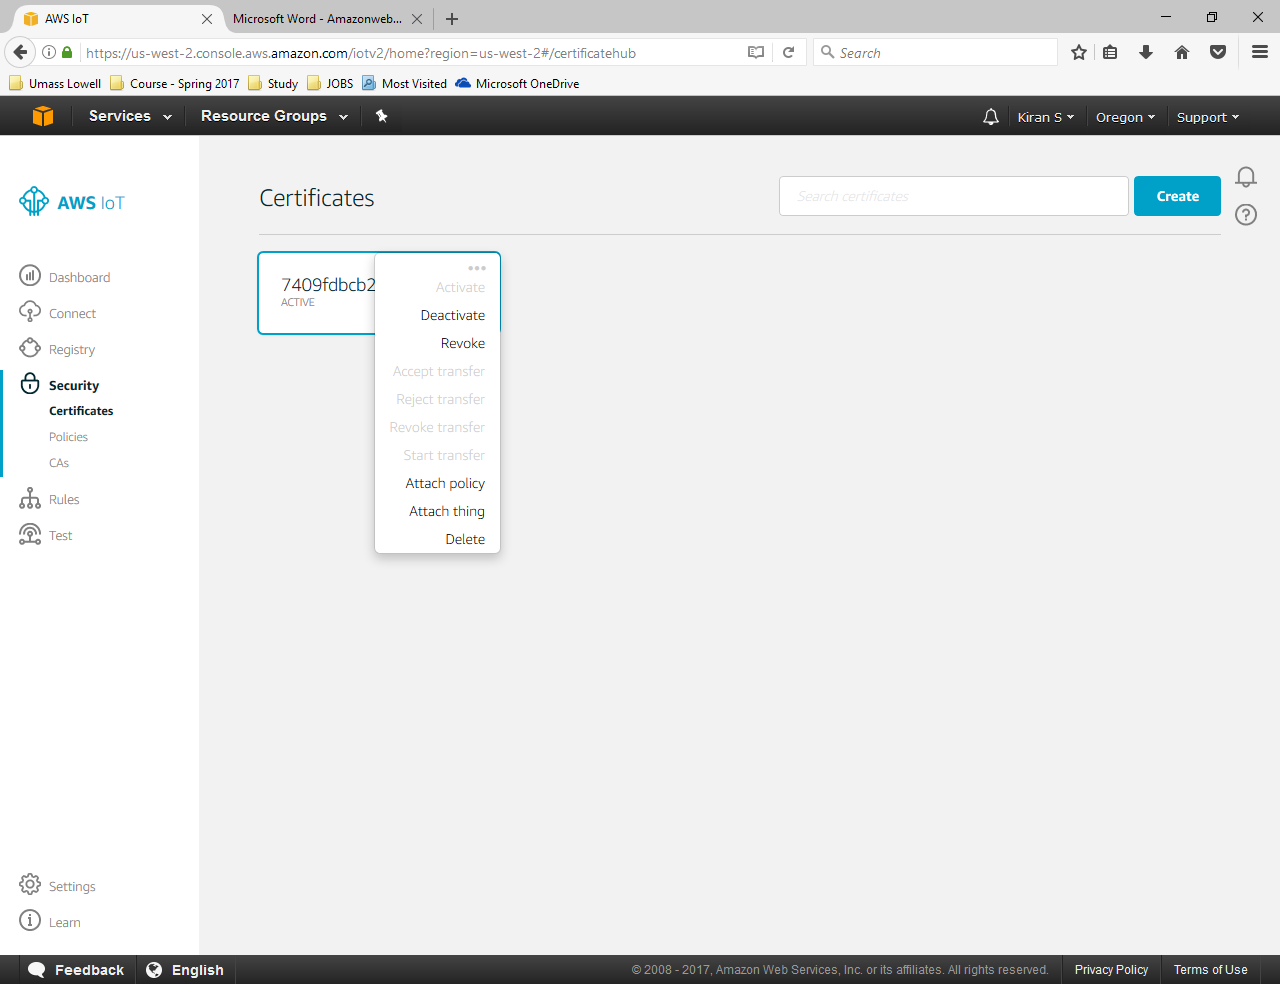 AWS IoT
Microsoft Word - Amazonweb...
https://us-west-2.console.aws.amazon.com/iotv2/home?region=us-west-2#/certificatehub
Search
Umass Lowell
Course - Spring 2017
Study
JOBS
Most Visited
Microsoft OneDrive
Services
Resource Groups
Kiran S
Oregon
Support
AWS IoT
Certificates
Search certificates
Create
Dashboard
Connect
Registry
Security
Certificates
Policies
CAs
Rules
Test
7409fdbcb2
ACTIVE
Activate
Deactivate
Revoke
Accept transfer
Reject transfer
Revoke transfer
Start transfer
Attach policy
Attach thing
Delete
Settings
Learn
Feedback
English
© 2008 - 2017, Amazon Web Services, Inc. or its affiliates. All rights reserved.
Privacy Policy
Terms of Use